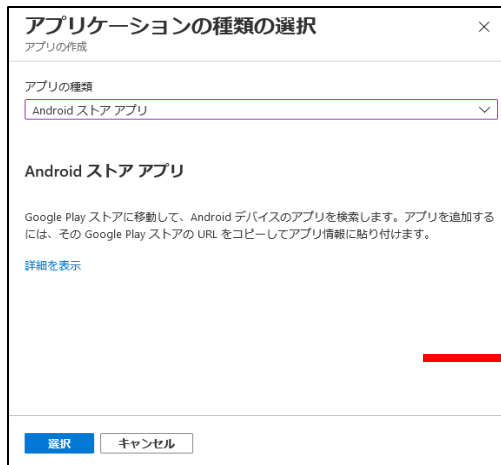 アプリケーションの種類の選択
アプリの作成
アプリの種類
Android ストア アプリ
Android ストア アプリ
Google Play ストアに移動して、Android デバイスのアプリを検索します。アプリを追加する
には、その Google Play ストアの URL をコピーしてアプリ情報に貼り付けます。
詳細を表示
選択 キャンセル